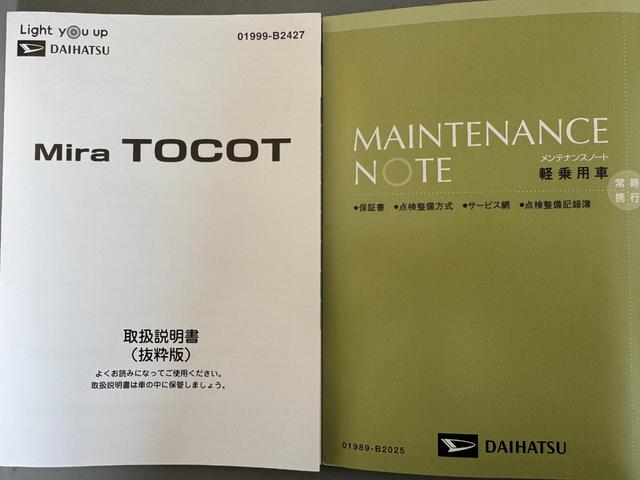 Light you up
DAIHATSU
01999-B2427
Mira TOCOT
取扱説明書
（抜粋版）
よくお読みになってご使用ください。
取扱説明書は車の中に保管しましょう。
MAINTENANCE
NOTE
メンテナンスノート
軽乗用車
常時
携行
●保証書 ●点検整備方式 ●サービス網 ●点検整備記録簿
01989-B2025
DAIHATSU